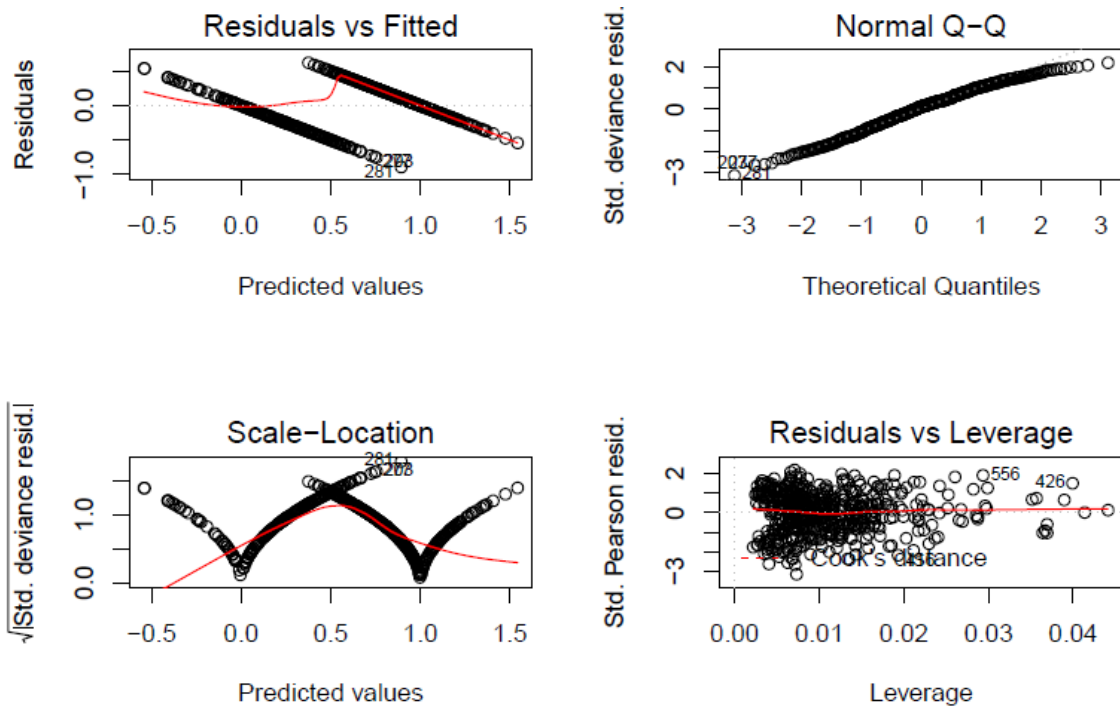 Residuals vs Fitted
Residuals
0.0
−1.0
281
−0.5 0.0 0.5 1.0 1.5
Predicted values
Normal Q−Q
Std. deviance resid.
2
0
−3
281
−3 −2 −1 0 1 2 3
Theoretical Quantiles
Scale−Location
√|Std. deviance resid.|
1.0
0.0
281
−0.5 0.0 0.5 1.0 1.5
Predicted values
Residuals vs Leverage
Std. Pearson resid.
2
0
−3
556
426
Cook's distance
0.00 0.01 0.02 0.03 0.04
Leverage